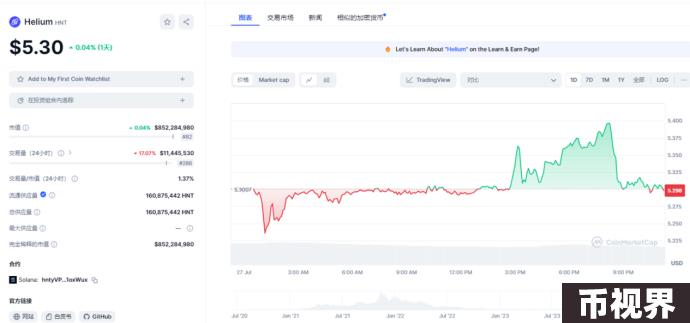 Helium HNT
$5.30 0.04% (1天)
Add to My First Coin Watchlist +
在投资组合内追踪 +
市值 0.04% $852,284,980
#82
交易量 (24小时) 17.07% $11,445,530
#286
交易量/市值 (24小时) 1.37%
流通供应量 160,875,442 HNT
总供应量 160,875,442 HNT
最大供应量 --
完全稀释的市值 $852,284,980
合约
Solana: hntyVP...1oxWux
官方链接
网站 白皮书 GitHub
图表 交易市场 新闻 相似的加密货币
Let's Learn About "Helium" on the Learn & Earn Page!
价格 Market cap TradingView 对比 1D 7D 1M 1Y 全部 LOG ...
5.400
5.375
5.350
5.325
5.3007
5.298
5.275
5.250
5.225
CoinMarketCap
USD
27 Jul 3:00 AM 6:00 AM 9:00 AM 12:00 PM 3:00 PM 6:00 PM 9:00 PM
Jul '20 Jan '21 Jul '21 Jan '22 Jul '22 Jan '23 Jul '23
币视界